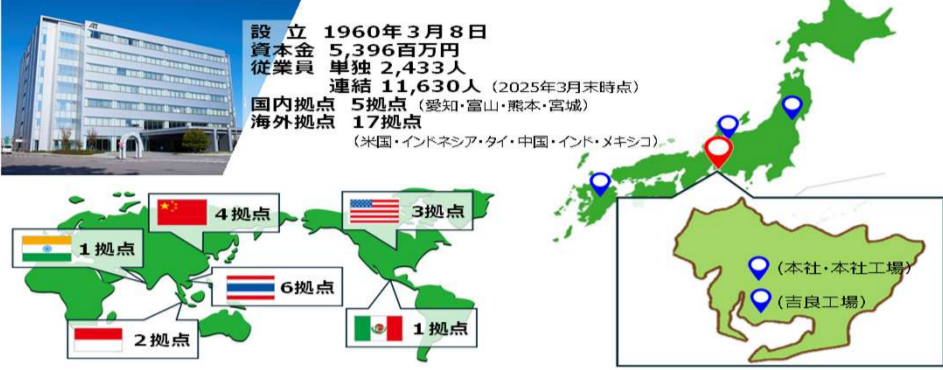 設 立 1960年3月8日
資本金 5,396百万円
従業員 単独 2,433人
連結 11,630人 (2025年3月末時点)
国内拠点 5拠点 (愛知・富山・熊本・宮城)
海外拠点 17拠点
(米国・インドネシア・タイ・中国・インド・メキシコ)
4拠点
3拠点
1拠点
6拠点
2拠点
1拠点
(本社・本社工場)
(吉良工場)